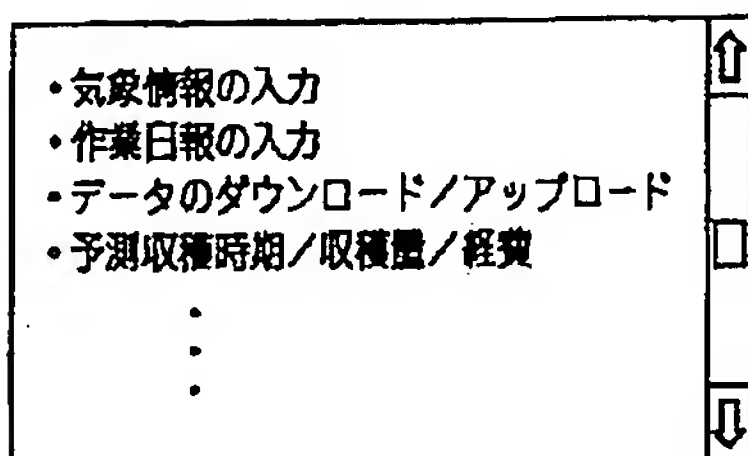 ・気象情報の入力
・作業日報の入力
・データのダウンロード／アップロード
・予測収穫時期／収穫量／経費
・
・
・